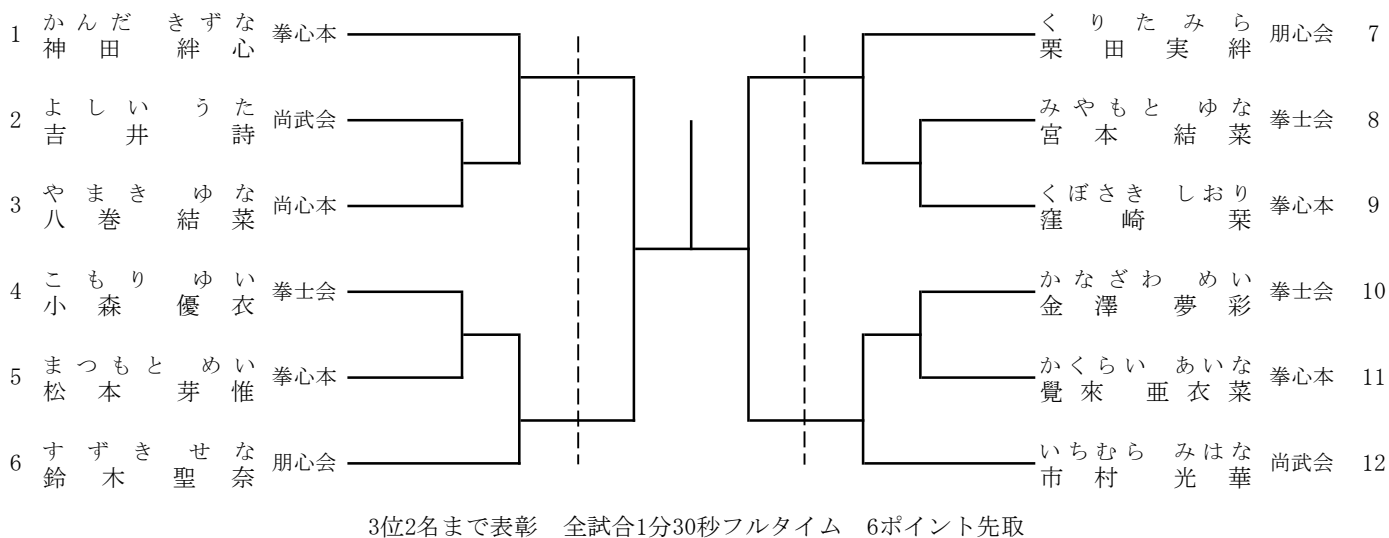 かんだ きずな
1 神田 絆心 拳心本
よしい うた
2 吉井 詩 尚武会
やまき ゆな
3 八巻 結菜 尚心本
こもり ゆい
4 小森 優衣 拳士会
まつもと めい
5 松本 芽惟 拳心本
すずき せな
6 鈴木 聖奈 朋心会
くりた みら
栗田 実絆 朋心会 7
みやもと ゆな
宮本 結菜 拳士会 8
くぼさき しおり
窪崎 栞 拳心本 9
かなざわ めい
金澤 夢彩 拳士会 10
かくらい あいな
覺來 亜衣菜 拳心本 11
いちむら みはな
市村 光華 尚武会 12
3位2名まで表彰 全試合1分30秒フルタイム 6ポイント先取